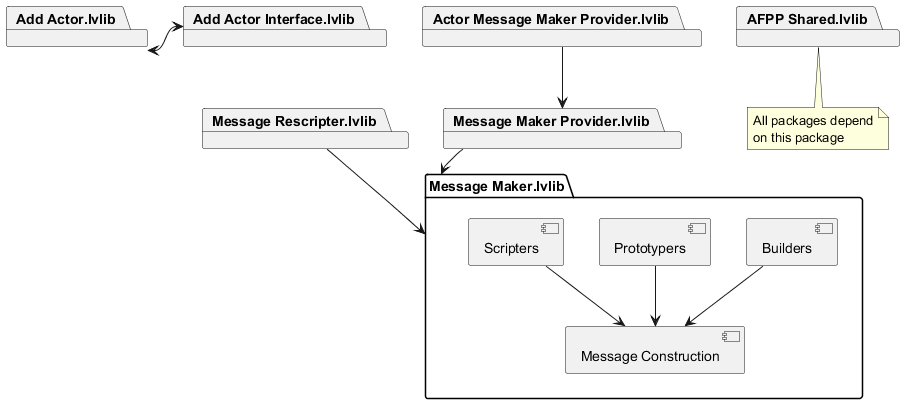 Add Actor.lvlib
Add Actor Interface.lvlib
Actor Message Maker Provider.lvlib
AFPP Shared.lvlib
Message Rescripter.lvlib
Message Maker Provider.lvlib
All packages depend
on this package
Message Maker.lvlib
Scripters
Prototypers
Builders
Message Construction